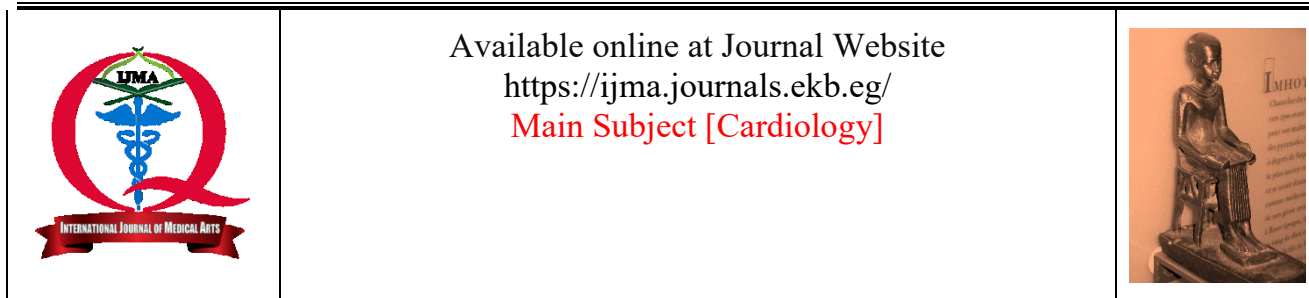 IJMA
INTERNATIONAL JOURNAL OF MEDICAL ARTS
Available online at Journal Website
https://ijma.journals.ekb.eg/
Main Subject [Cardiology]
IMHOT